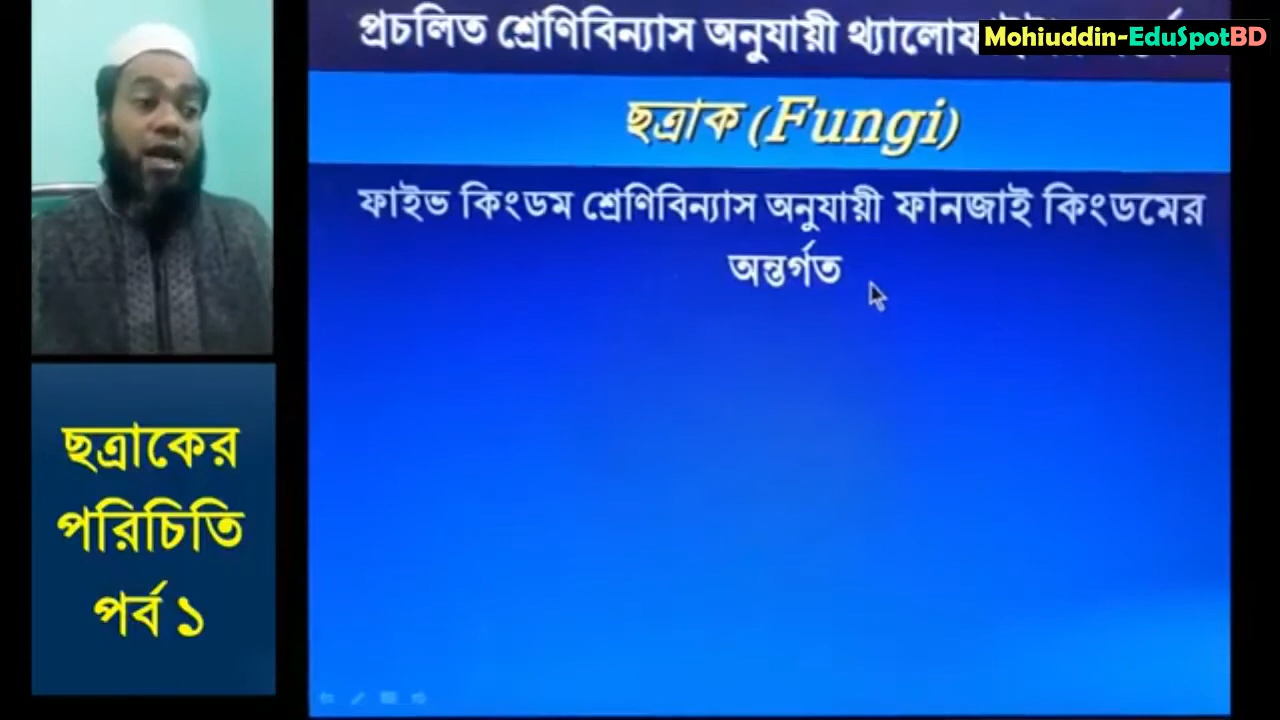 প্রচলিত শ্রেণিবিন্যাস অনুযায়ী
Mohiuddin-EduSpotBD
ছত্রাক (Fungi)
ফাইভ কিংডম শ্রেণিবিন্যাস অনুযায়ী ফানজাই কিংডমের
অন্তর্গত
ছত্রাকের
পরিচিতি
পর্ব ১